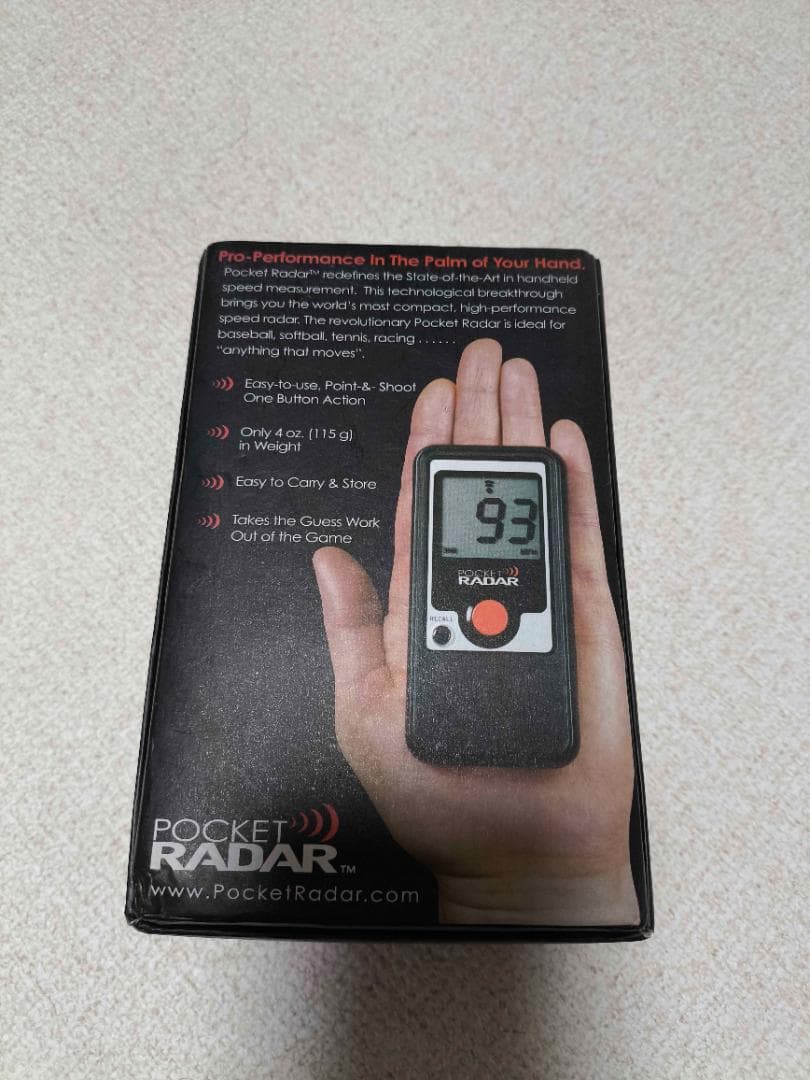 Pro-Performance In The Palm of Your Hand.
Pocket Radar™ redefines the State-of-the-Art in handheld
speed measurement. This technological breakthrough
brings you the world's most compact, high-performance
speed radar. The revolutionary Pocket Radar is ideal for
baseball, softball, tennis, racing . . . . . .
"anything that moves".
Easy-to-use, Point-&- Shoot
One Button Action
Only 4 oz. (115 g)
in Weight
Easy to Carry & Store
Takes the Guess Work
Out of the Game
93
POCKET
RADAR
RECALL
POCKET
RADAR™
www.PocketRadar.com